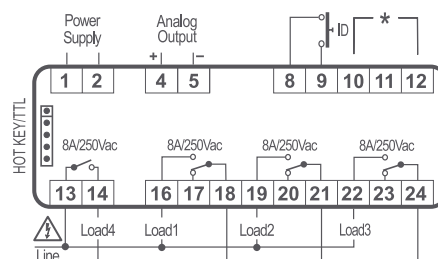 Power Supply
Analog Output
+ −
ID
*
1 2 4 5 8 9 10 11 12
HOT KEY/TTL
8A/250Vac 8A/250Vac 8A/250Vac 8A/250Vac
13 14 16 17 18 19 20 21 22 23 24
Load4 Load1 Load2 Load3
Line